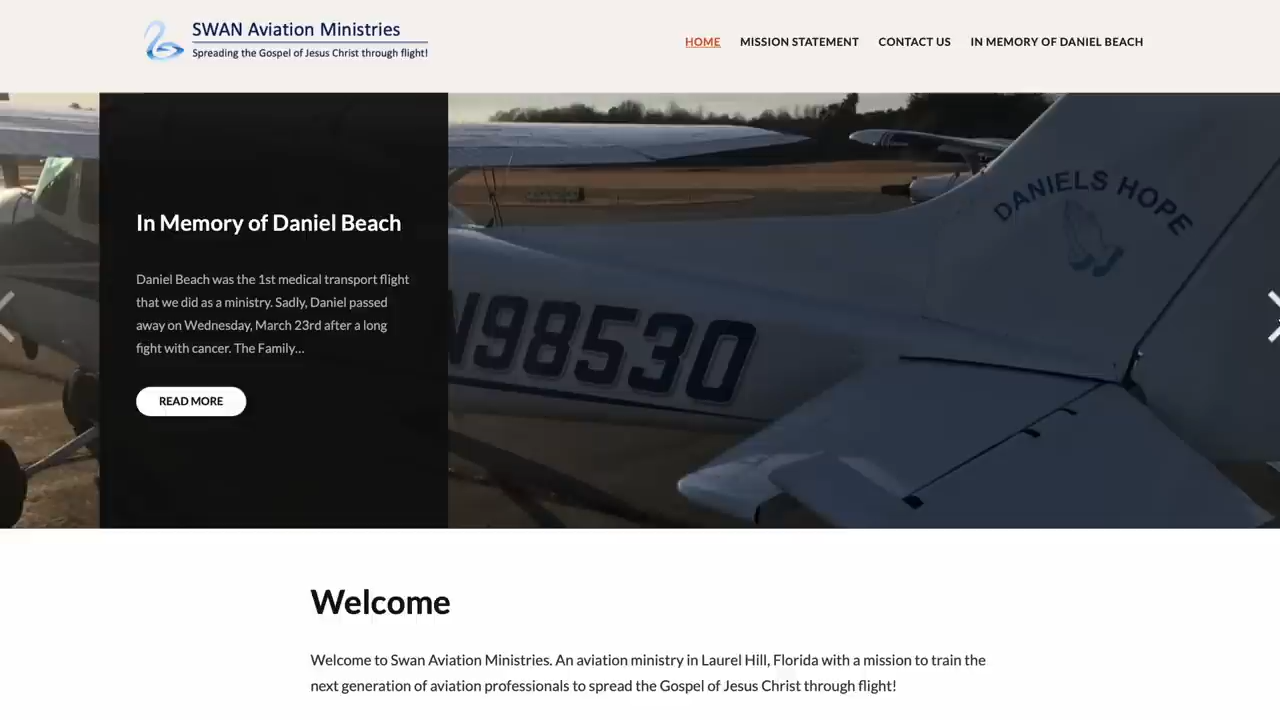 SWAN Aviation Ministries
Spreading the Gospel of Jesus Christ through flight!
HOME MISSION STATEMENT CONTACT US IN MEMORY OF DANIEL BEACH
DANIELS HOPE
In Memory of Daniel Beach
Daniel Beach was the 1st medical transport flight
that we did as a ministry. Sadly, Daniel passed
away on Wednesday, March 23rd after a long
fight with cancer. The Family...
READ MORE
N98530
Welcome
Welcome to Swan Aviation Ministries. An aviation ministry in Laurel Hill, Florida with a mission to train the
next generation of aviation professionals to spread the Gospel of Jesus Christ through flight!